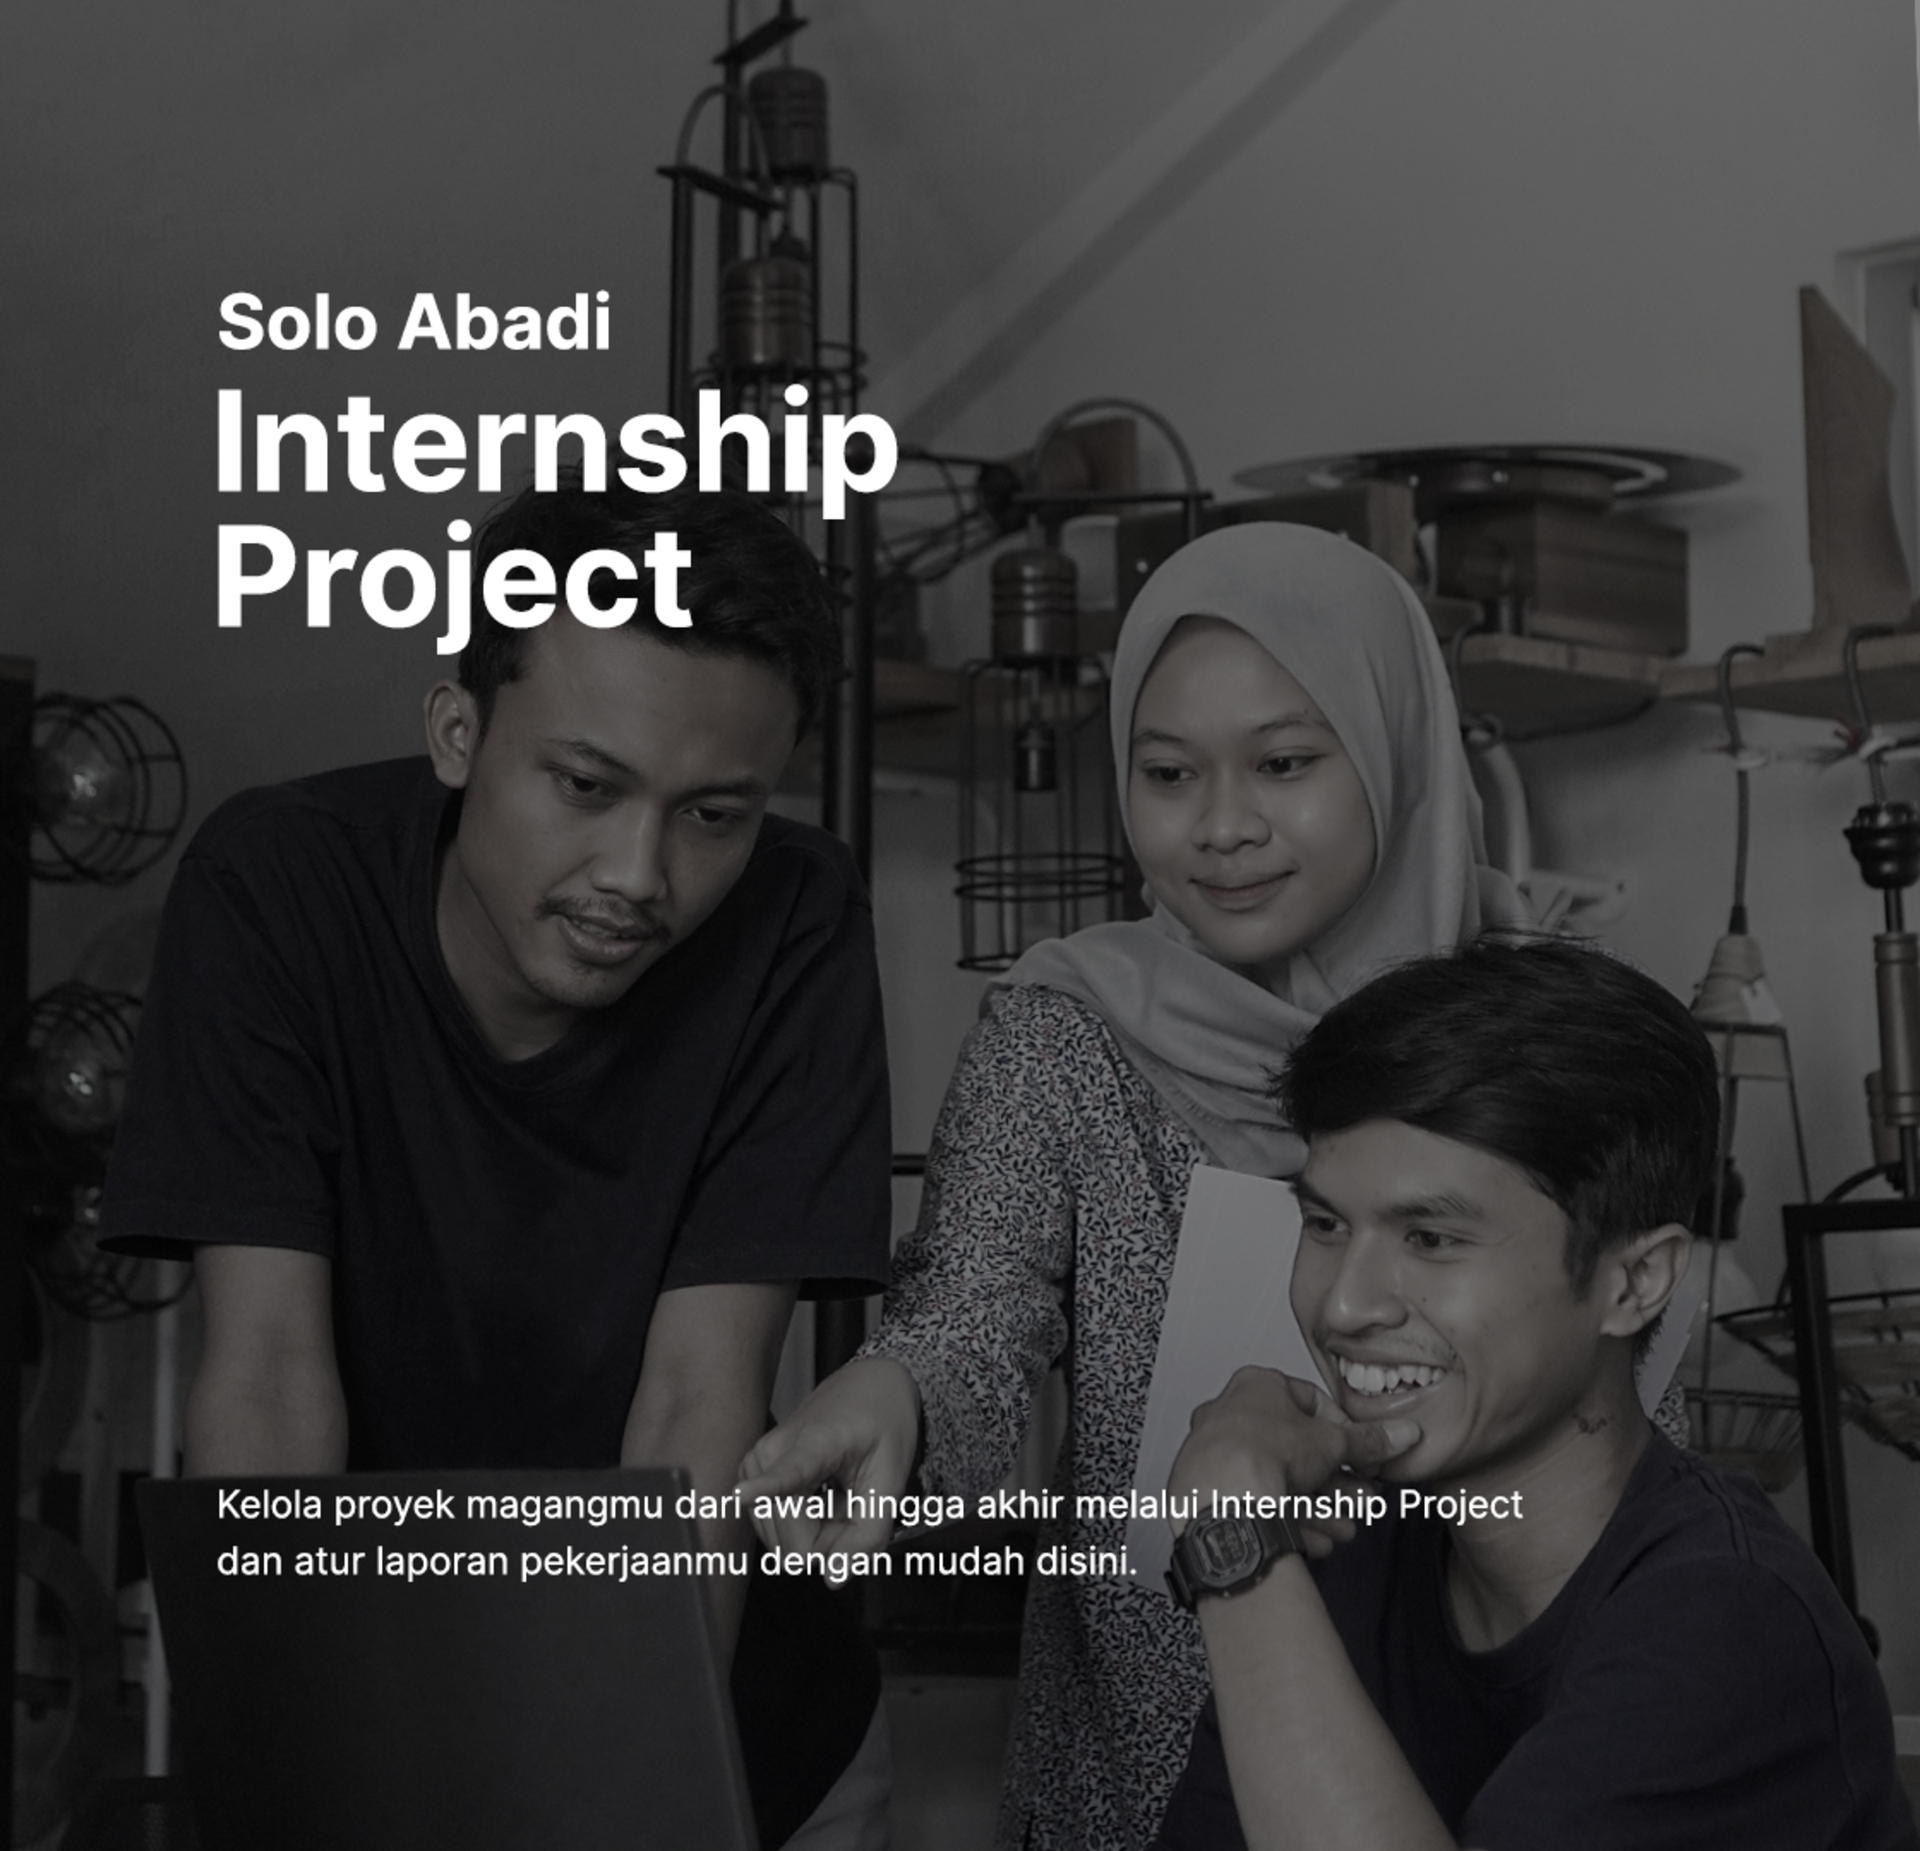 Solo Abadi
Internship
Project
Kelola proyek magangmu dari awal hingga akhir melalui Internship Project
dan atur laporan pekerjaanmu dengan mudah disini.